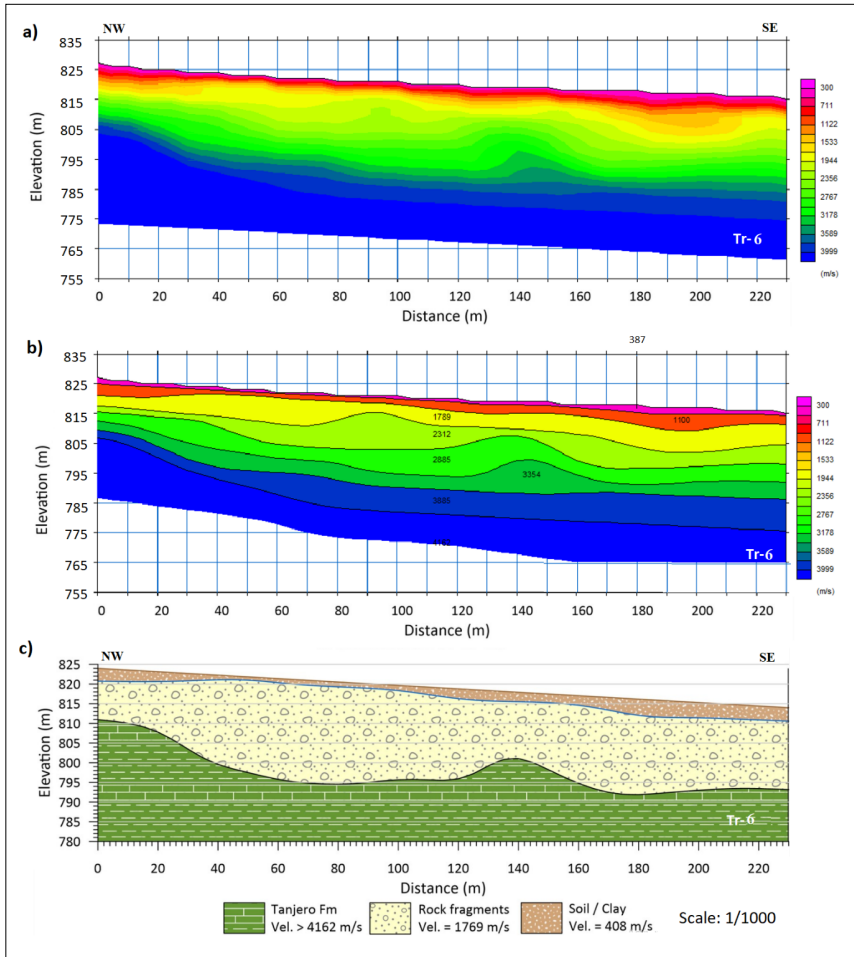 a)
NW
SE
835
825
815
805
795
785
775
765
755
Elevation (m)
0 20 40 60 80 100 120 140 160 180 200 220
Distance (m)
Tr-6
300
711
1122
1533
1944
2356
2767
3178
3589
3999
(m/s)
387
b)
835
825
815
805
795
785
775
765
755
Elevation (m)
1789
2312
2885
3354
1100
Tr-6
0 20 40 60 80 100 120 140 160 180 200 220
Distance (m)
300
711
1122
1533
1944
2356
2767
3178
3589
3999
(m/s)
c)
NW
SE
825
820
815
810
805
800
795
790
785
780
Elevation (m)
Tr-6
0 20 40 60 80 100 120 140 160 180 200 220
Distance (m)
Tanjero Fm
Vel. > 4162 m/s
Rock fragments
Vel. = 1769 m/s
Soil / Clay
Vel. = 408 m/s
Scale: 1/1000